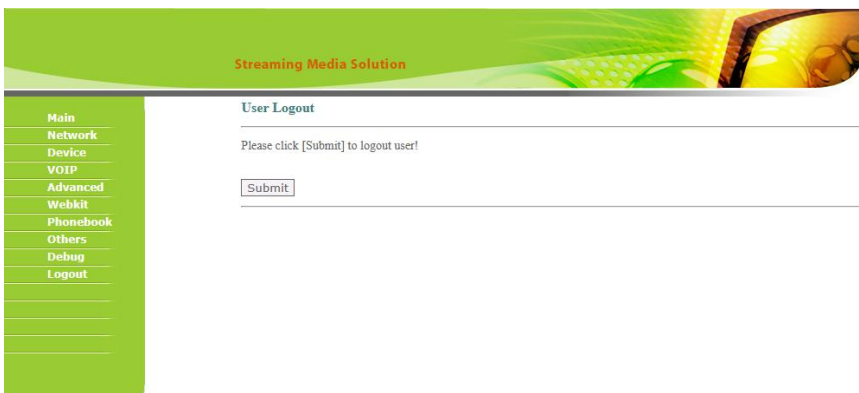 Streaming Media Solution
Main
Network
Device
VOIP
Advanced
Webkit
Phonebook
Others
Debug
Logout
User Logout
Please click [Submit] to logout user!
Submit